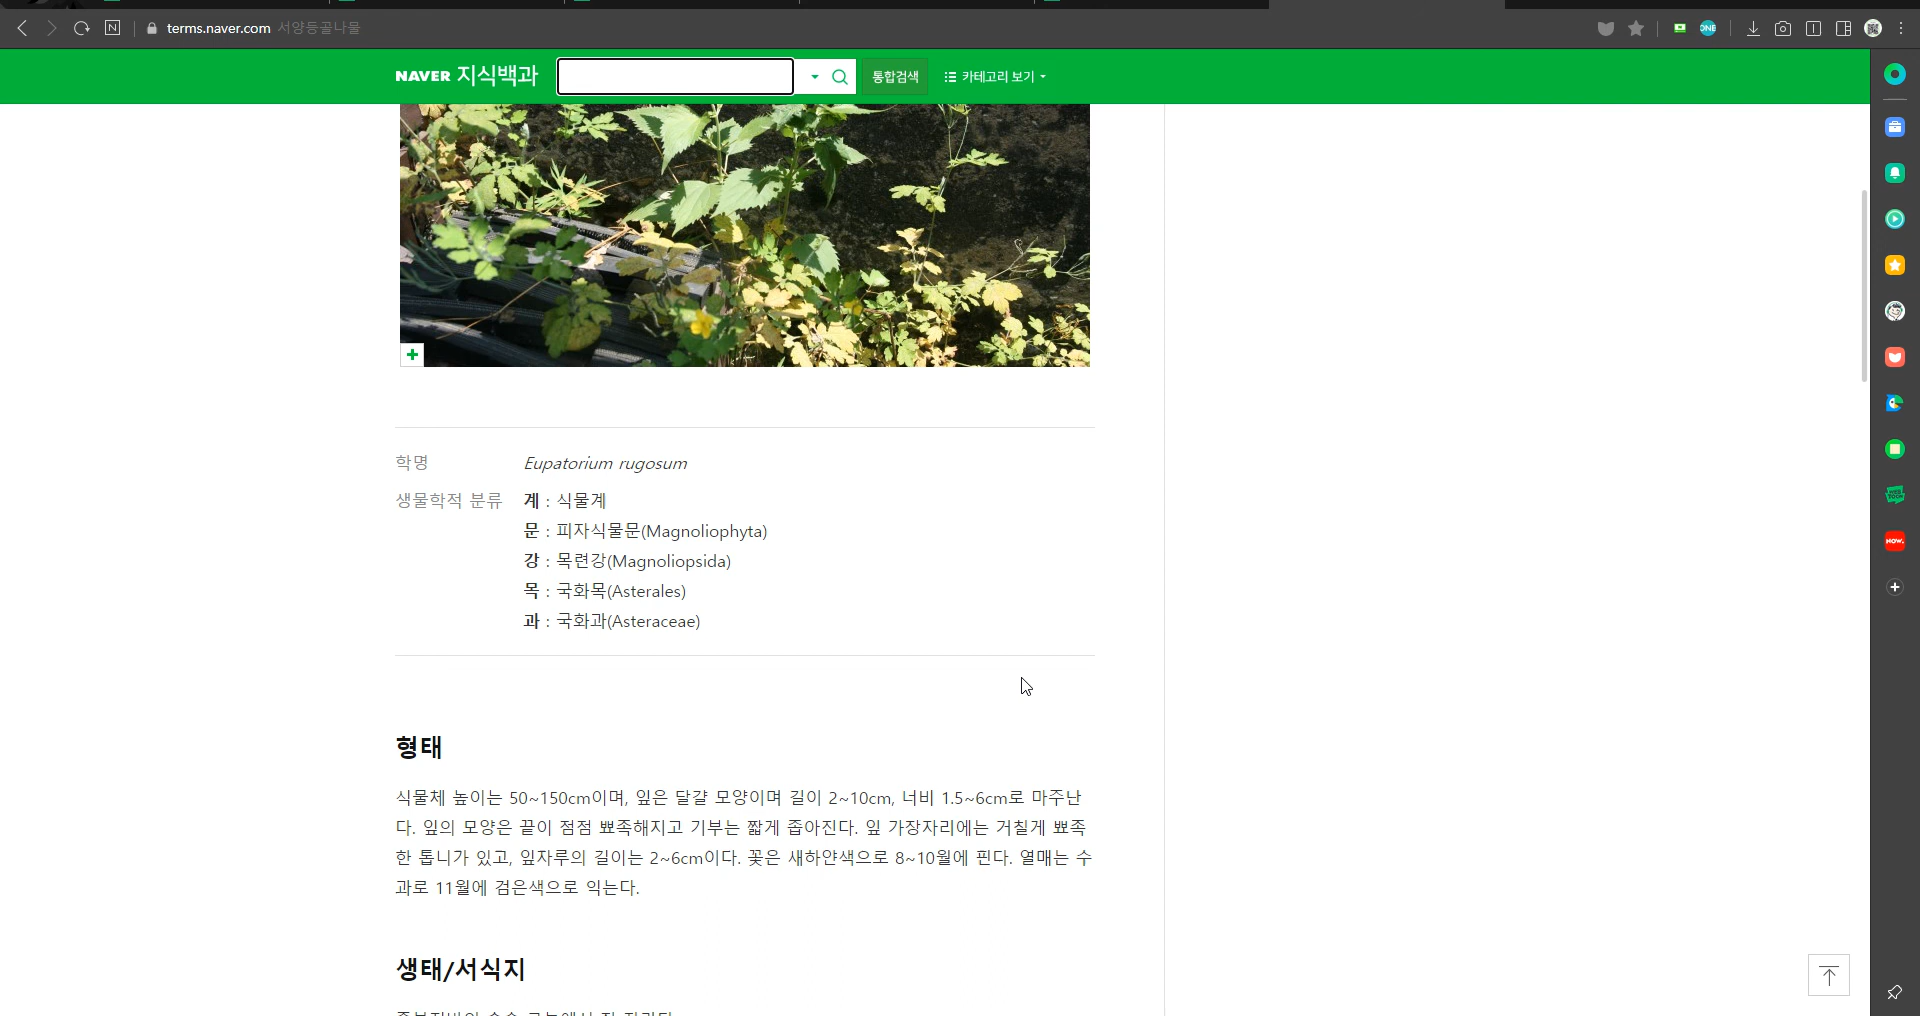 terms.naver.com 서양등골나물
NAVER 지식백과 통합검색 카테고리 보기
학명 Eupatorium rugosum
생물학적 분류 계 : 식물계
문 : 피자식물문(Magnoliophyta)
강 : 목련강(Magnoliopsida)
목 : 국화목(Asterales)
과 : 국화과(Asteraceae)
형태
식물체 높이는 50~150cm이며, 잎은 달걀 모양이며 길이 2~10cm, 너비 1.5~6cm로 마주난
다. 잎의 모양은 끝이 점점 뾰족해지고 기부는 짧게 좁아진다. 잎 가장자리에는 거칠게 뾰족
한 톱니가 있고, 잎자루의 길이는 2~6cm이다. 꽃은 새하얀색으로 8~10월에 핀다. 열매는 수
과로 11월에 검은색으로 익는다.
생태/서식지
ONE
NOW.